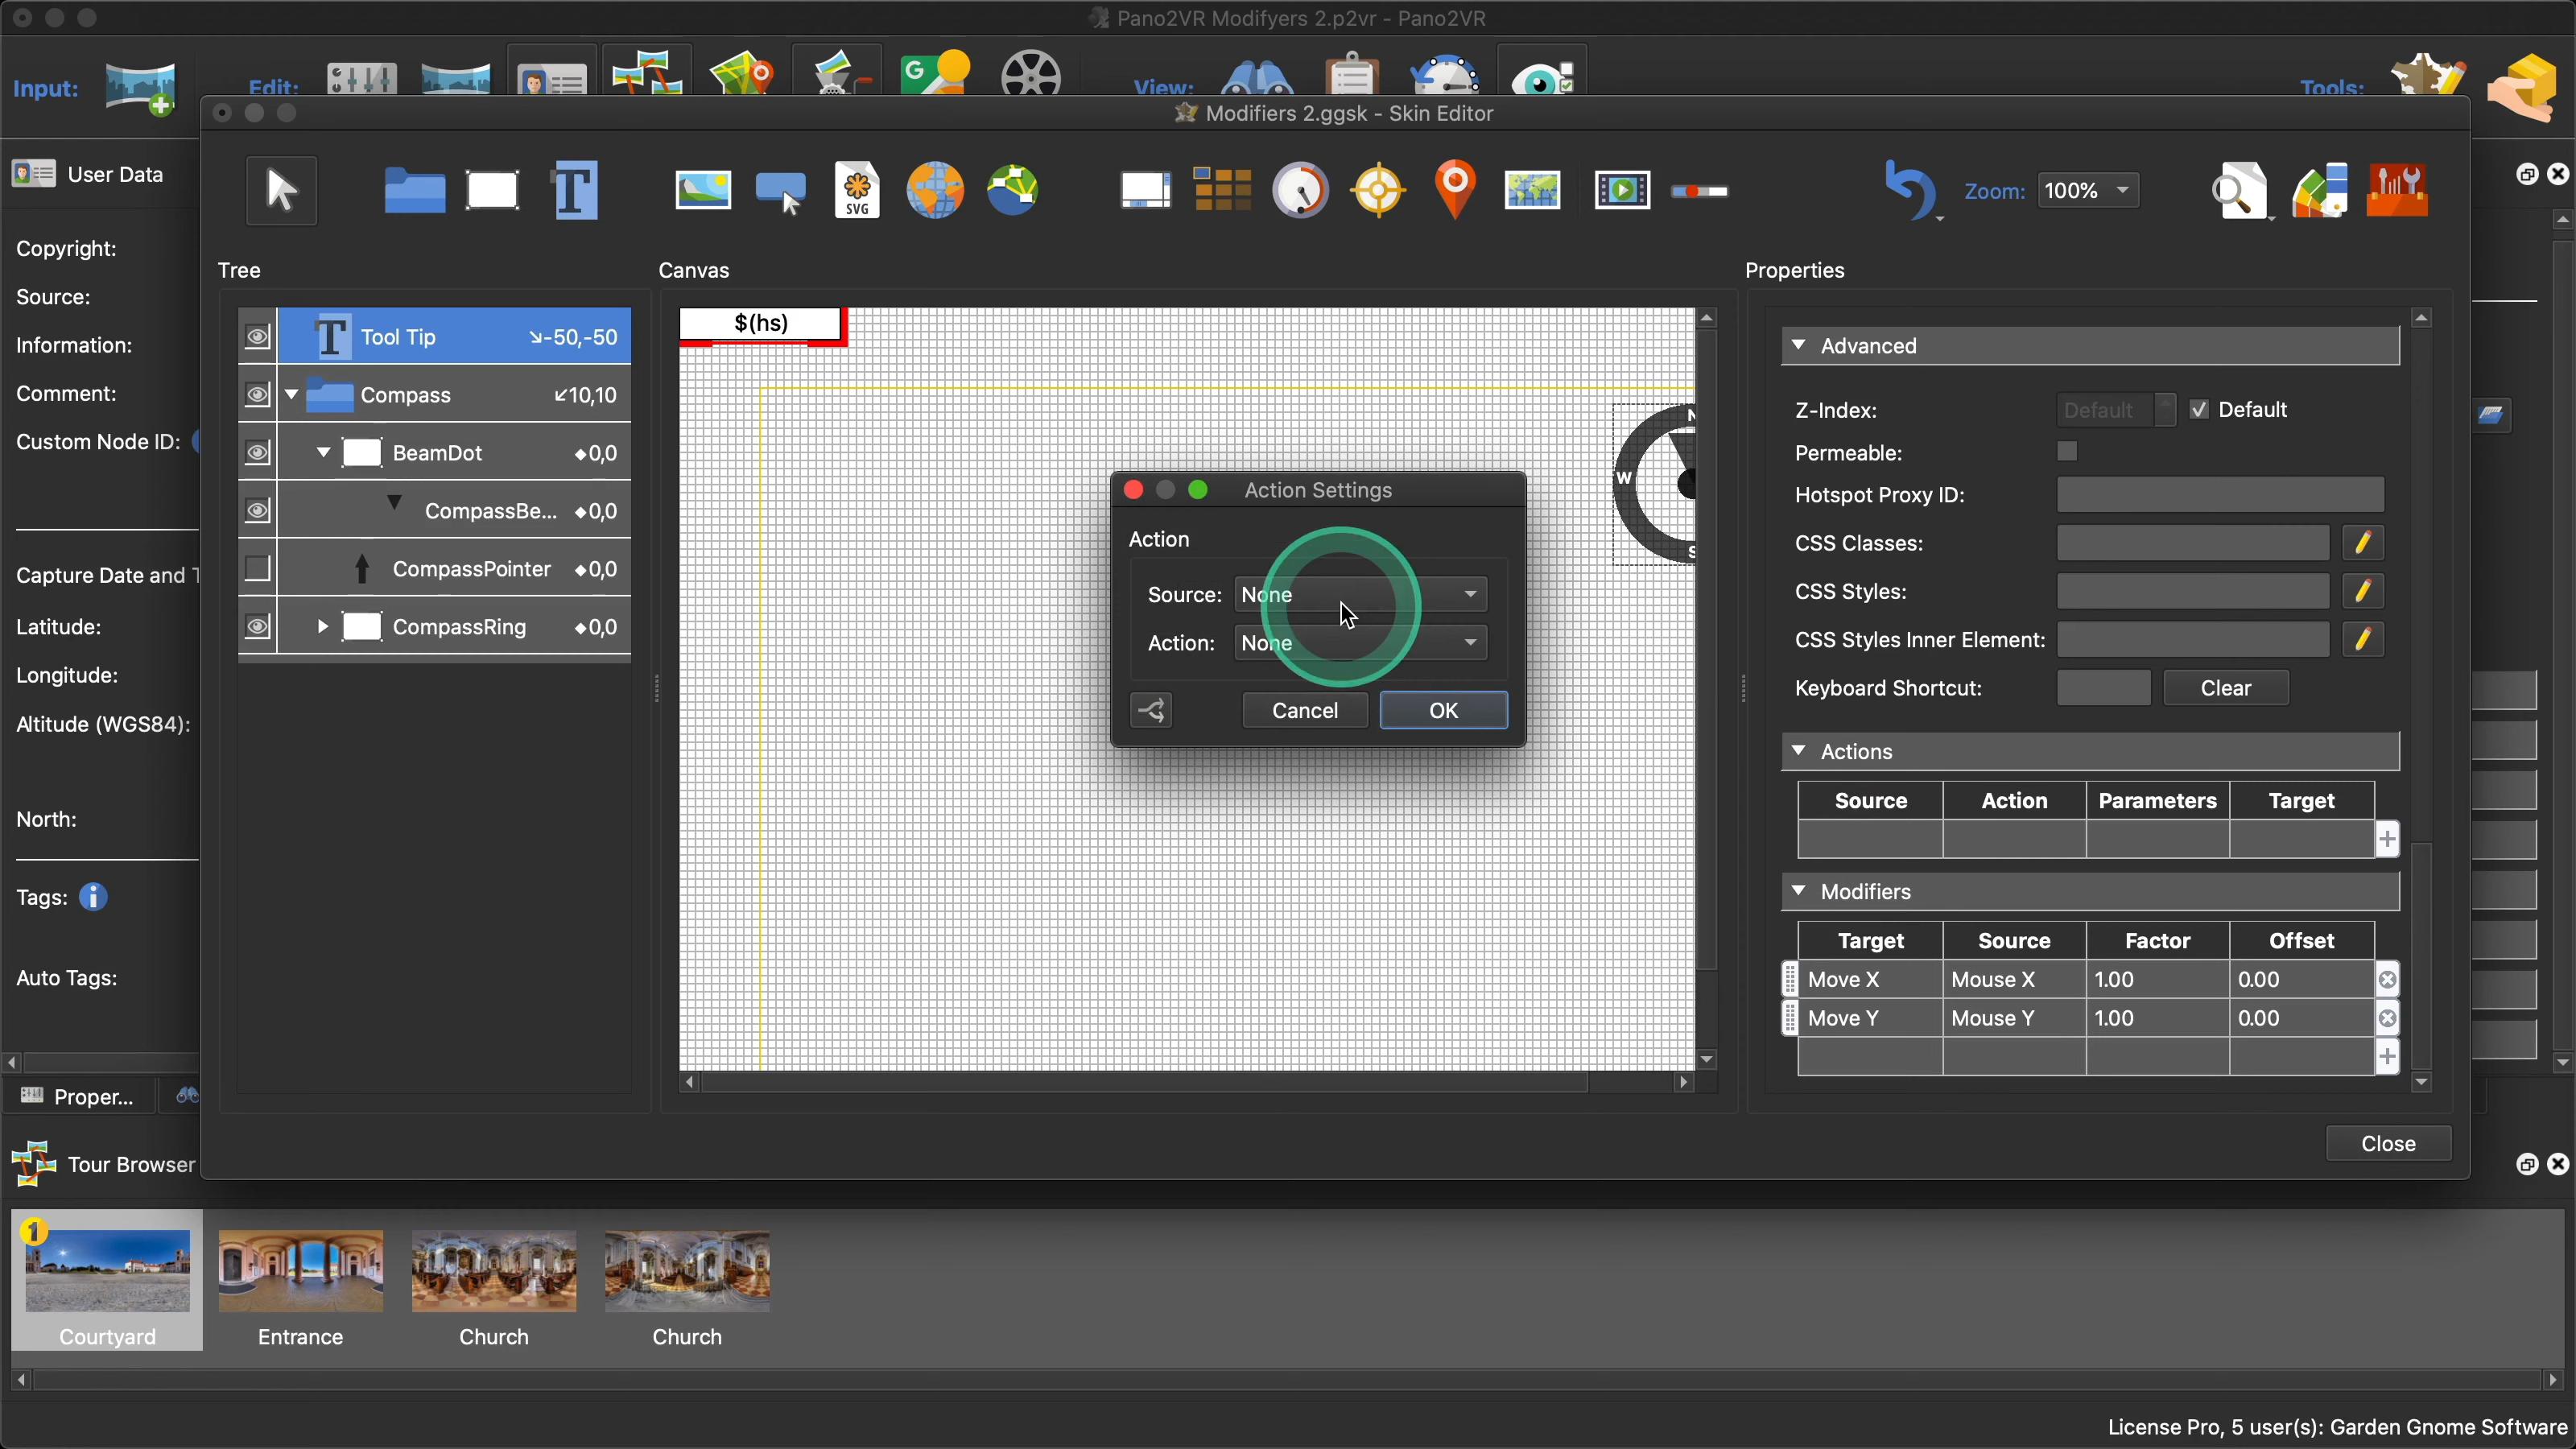 Pano2VR Modifyers 2.p2vr - Pano2VR
Input:
Edit:
G
View:
Tools:
Modifiers 2.ggsk - Skin Editor
User Data
T
SVG
Zoom:
100%
Copyright:
Source:
Information:
Comment:
Custom Node ID:
Capture Date and T
Latitude:
Longitude:
Altitude (WGS84):
North:
Tags:
Auto Tags:
Proper...
Tree
T Tool Tip -50,-50
Compass 10,10
BeamDot 0,0
CompassBe... 0,0
CompassPointer 0,0
CompassRing 0,0
Canvas
$(hs)
N
W
S
Action Settings
Action
Source: None
Action: None
Cancel OK
Properties
Advanced
Z-Index: Default Default
Permeable:
Hotspot Proxy ID:
CSS Classes:
CSS Styles:
CSS Styles Inner Element:
Keyboard Shortcut: Clear
Actions
Source Action Parameters Target
Modifiers
Target Source Factor Offset
Move X Mouse X 1.00 0.00
Move Y Mouse Y 1.00 0.00
Close
Tour Browser
1
Courtyard
Entrance
Church
Church
License Pro, 5 user(s): Garden Gnome Software